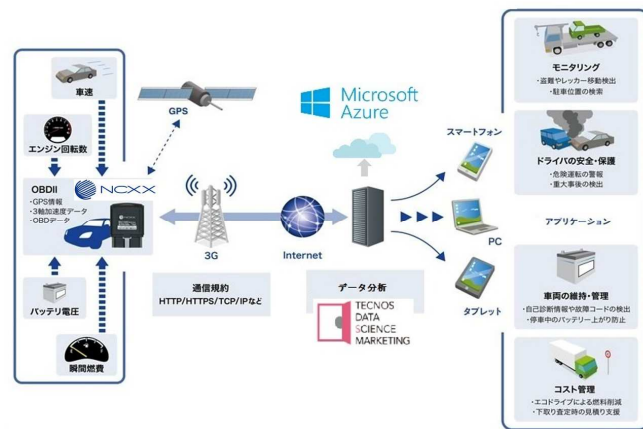 車速
エンジン回転数
OBDII
NCXX
・GPS情報
・3軸加速度データ
・OBDデータ
バッテリ電圧
瞬間燃費
GPS
3G
通信規約
HTTP/HTTPS/TCP/IPなど
Internet
Microsoft
Azure
データ分析
TECNOS
DATA
SCIENCE
MARKETING
スマートフォン
PC
タブレット
アプリケーション
モニタリング
・盗難やレッカー移動検出
・駐車位置の検索
ドライバの安全・保護
・危険運転の警報
・重大事後の検出
車両の維持・管理
・自己診断情報や故障コードの検出
・停車中のバッテリー上がり防止
コスト管理
・エコドライブによる燃料削減
・下取り査定時の見積り支援